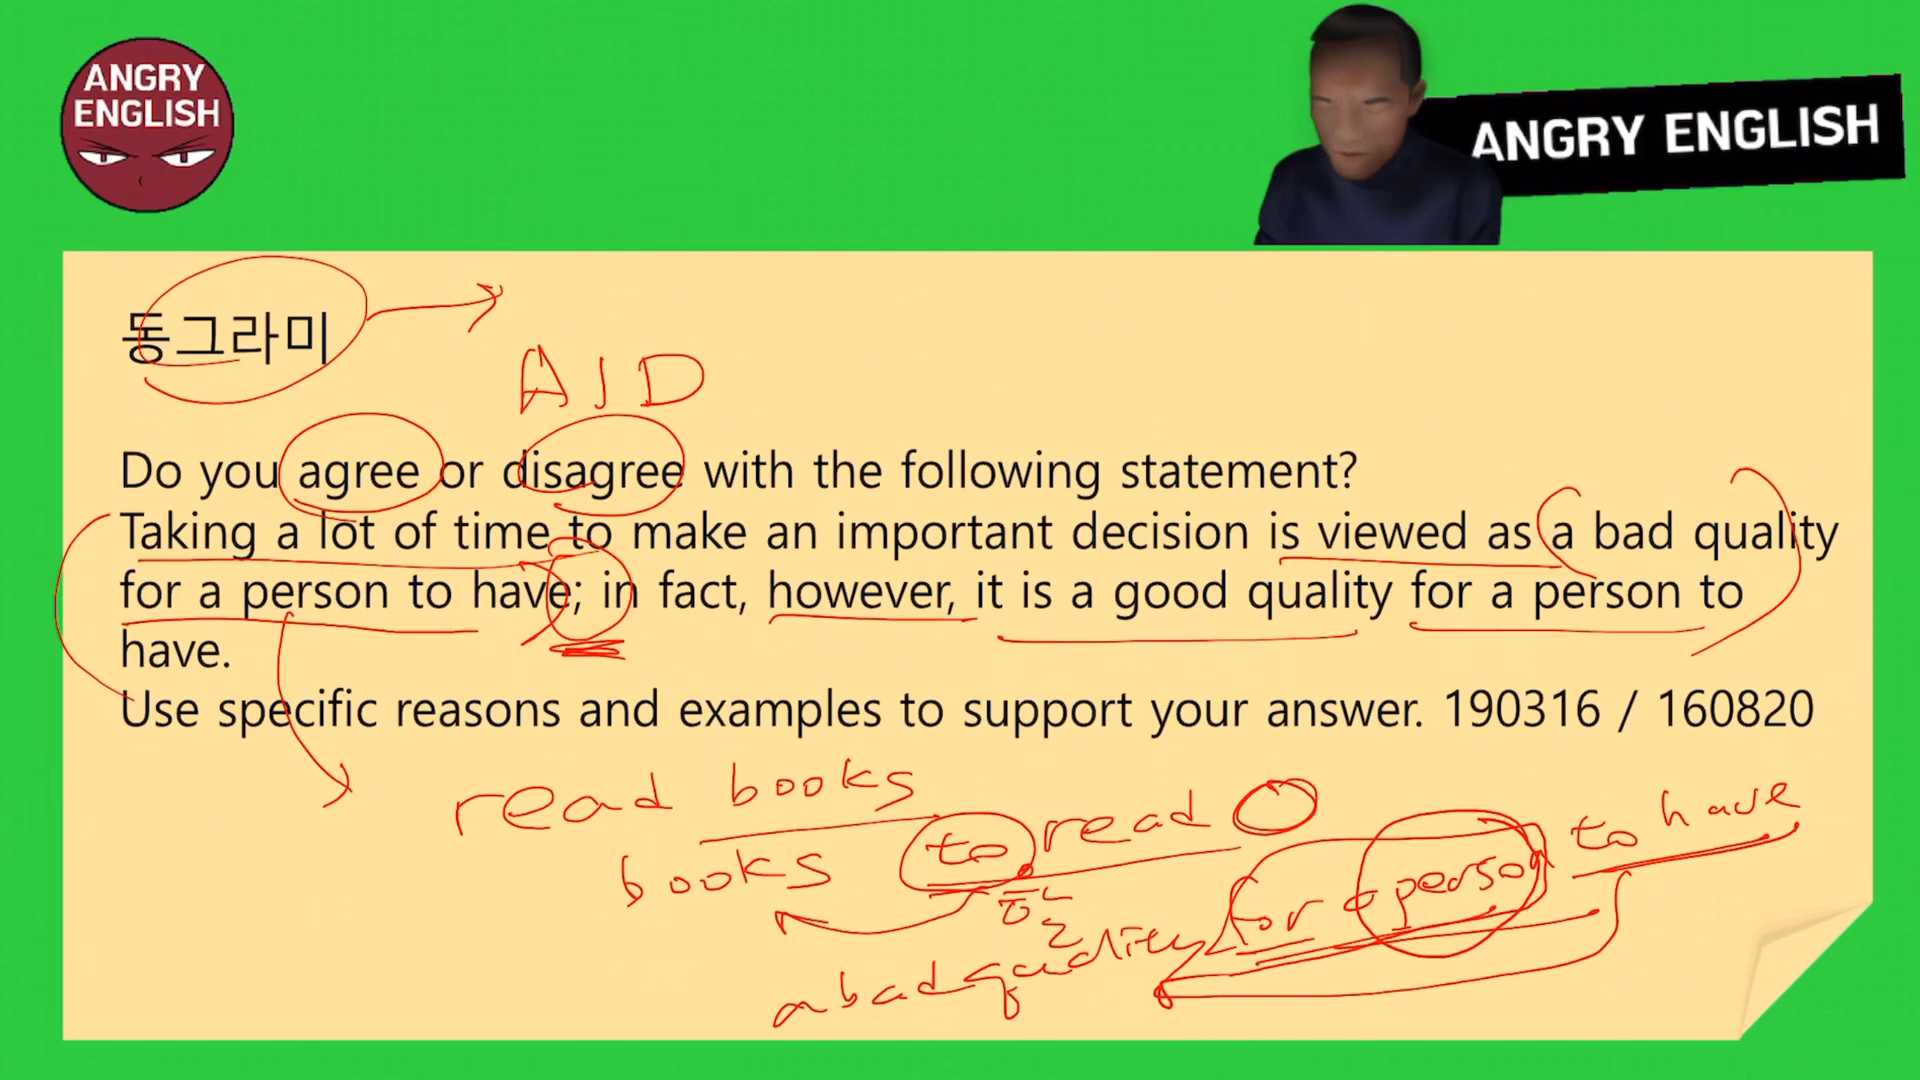 ANGRY
ENGLISH
ANGRY ENGLISH
동그라미
A / D
Do you agree or disagree with the following statement?
Taking a lot of time to make an important decision is viewed as a bad quality
for a person to have; in fact, however, it is a good quality for a person to
have.
Use specific reasons and examples to support your answer. 190316 / 160820
read books
books to read
a bad quality for a person to have